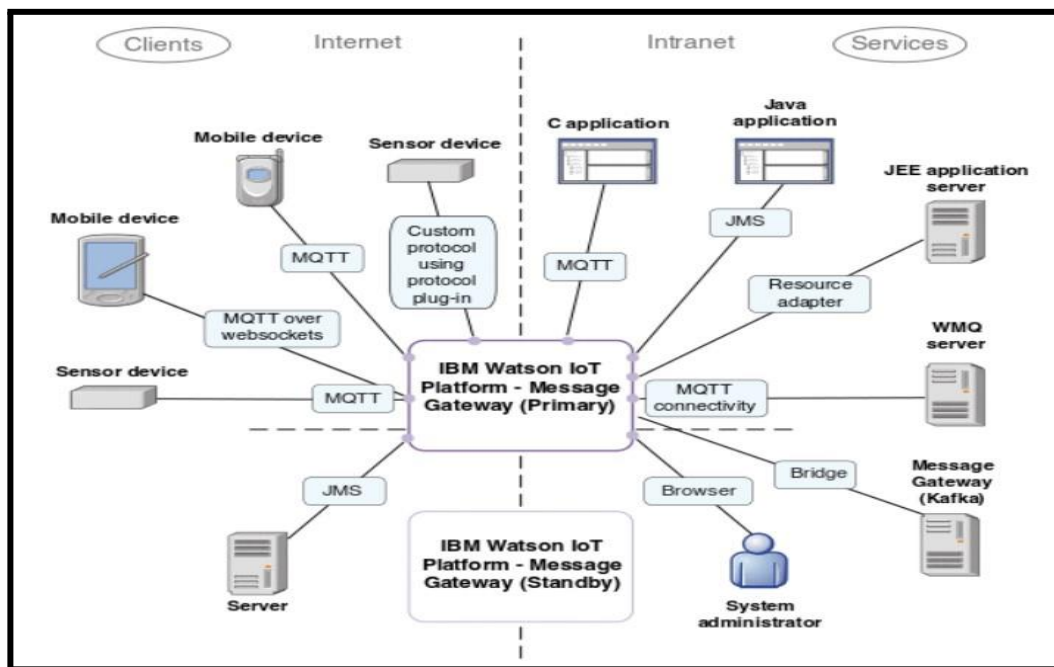 Clients
Internet
Intranet
Services
Mobile device
Sensor device
C application
Java
application
JEE application
server
Mobile device
Custom
protocol
using
protocol
plug-in
MQTT
MQTT
JMS
Resource
adapter
MQTT over
websockets
WMQ
server
Sensor device
MQTT
IBM Watson IoT
Platform - Message
Gateway (Primary)
MQTT
connectivity
JMS
Browser
Bridge
Message
Gateway
(Kafka)
IBM Watson IoT
Platform - Message
Gateway (Standby)
Server
System
administrator